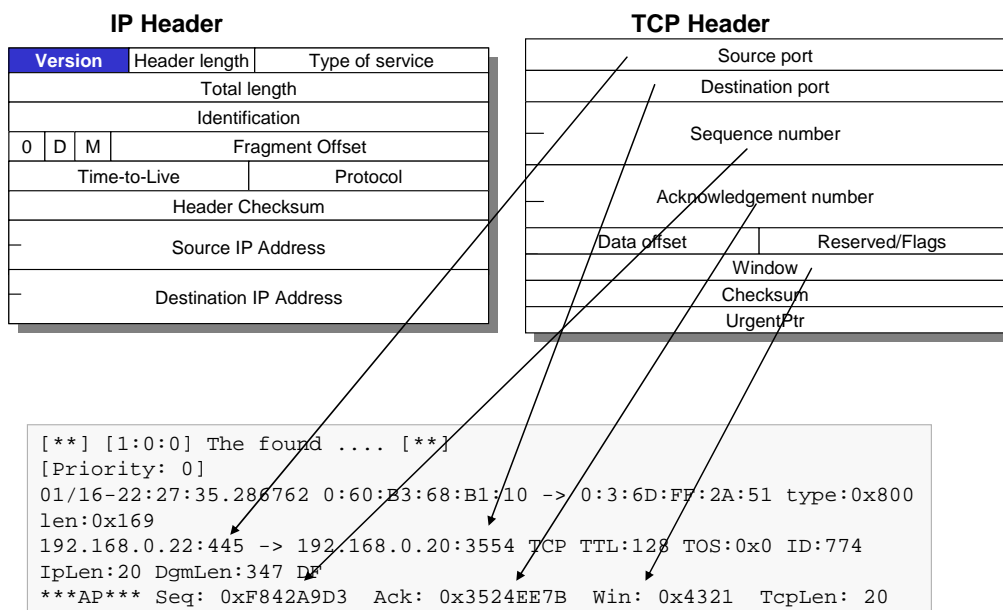 IP Header
TCP Header
Version Header length Type of service
Total length
Identification
0 D M Fragment Offset
Time-to-Live Protocol
Header Checksum
Source IP Address
Destination IP Address
Source port
Destination port
Sequence number
Acknowledgement number
Data offset Reserved/Flags
Window
Checksum
UrgentPtr
[**] [1:0:0] The found .... [**]
[Priority: 0]
01/16-22:27:35.286762 0:60:B3:68:B1:10 -> 0:3:6D:FF:2A:51 type:0x800
len:0x169
192.168.0.22:445 -> 192.168.0.20:3554 TCP TTL:128 TOS:0x0 ID:774
IpLen:20 DgmLen:347 DF
***AP*** Seq: 0xF842A9D3 Ack: 0x3524EE7B Win: 0x4321 TcpLen: 20